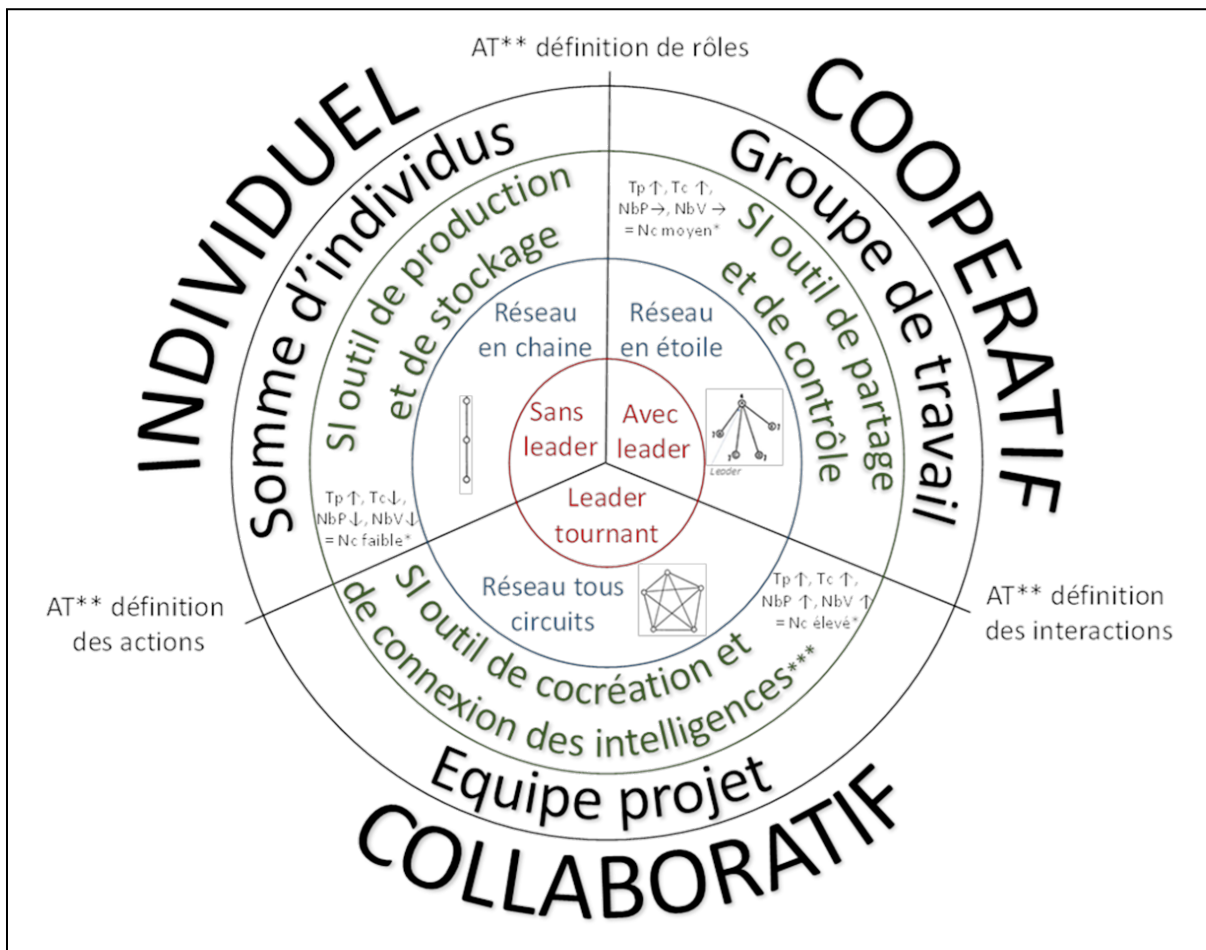 AT** définition de rôles
INDIVIDUEL
COOPERATIF
Somme d'individus
Groupe de travail
SI outil de production
et de stockage
Tp ↑, Tc ↑,
NbP →, NbV →
= Nc moyen*
SI outil de partage
et de contrôle
Réseau
en chaine
Réseau
en étoile
Sans
leader
Avec
leader
Leader
Leader
tournant
Tp ↑, Tc ↓,
NbP ↓, NbV ↓
= Nc faible*
Réseau tous
circuits
Tp ↑, Tc ↑,
NbP ↑, NbV ↑
= Nc élevé*
AT** définition
des actions
AT** définition
des interactions
SI outil de cocréation et
de connexion des intelligences***
Equipe projet
COLLABORATIF